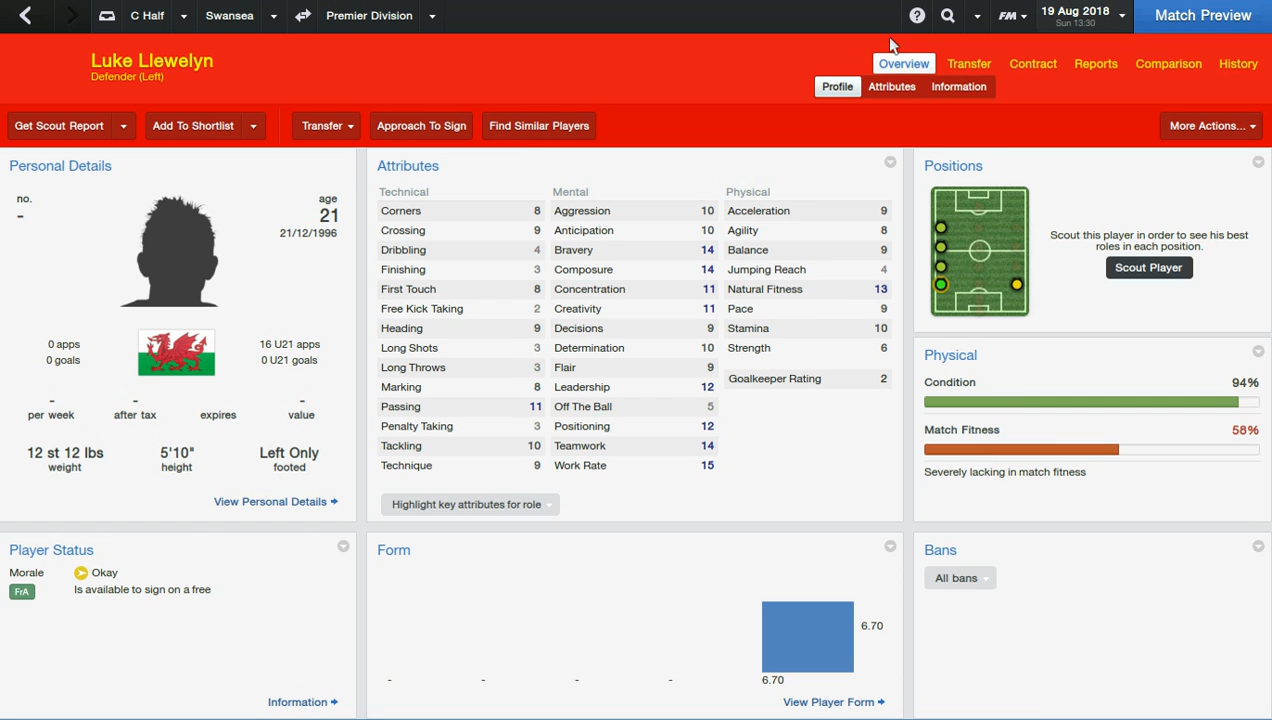 C Half
Swansea
Premier Division
?
FM
19 Aug 2018
Sun 13:30
Match Preview
Luke Llewelyn
Defender (Left)
Overview
Transfer
Contract
Reports
Comparison
History
Profile
Attributes
Information
Get Scout Report
Add To Shortlist
Transfer
Approach To Sign
Find Similar Players
More Actions...
Personal Details
no.
-
age
21
21/12/1996
0 apps
0 goals
16 U21 apps
0 U21 goals
-
per week
-
after tax
expires
-
value
12 st 12 lbs
weight
5'10"
height
Left Only
footed
View Personal Details
Attributes
Technical
Corners 8
Crossing 9
Dribbling 4
Finishing 3
First Touch 8
Free Kick Taking 2
Heading 9
Long Shots 3
Long Throws 3
Marking 8
Passing 11
Penalty Taking 3
Tackling 10
Technique 9
Mental
Aggression 10
Anticipation 10
Bravery 14
Composure 14
Concentration 11
Creativity 11
Decisions 9
Determination 10
Flair 9
Leadership 12
Off The Ball 5
Positioning 12
Teamwork 14
Work Rate 15
Physical
Acceleration 9
Agility 8
Balance 9
Jumping Reach 4
Natural Fitness 13
Pace 9
Stamina 10
Strength 6
Goalkeeper Rating 2
Highlight key attributes for role
Positions
Scout this player in order to see his best
roles in each position.
Scout Player
Physical
Condition 94%
Match Fitness 58%
Severely lacking in match fitness
Player Status
Morale Okay
FrA Is available to sign on a free
Information
Form
- - - -
6.70
6.70
View Player Form
Bans
All bans